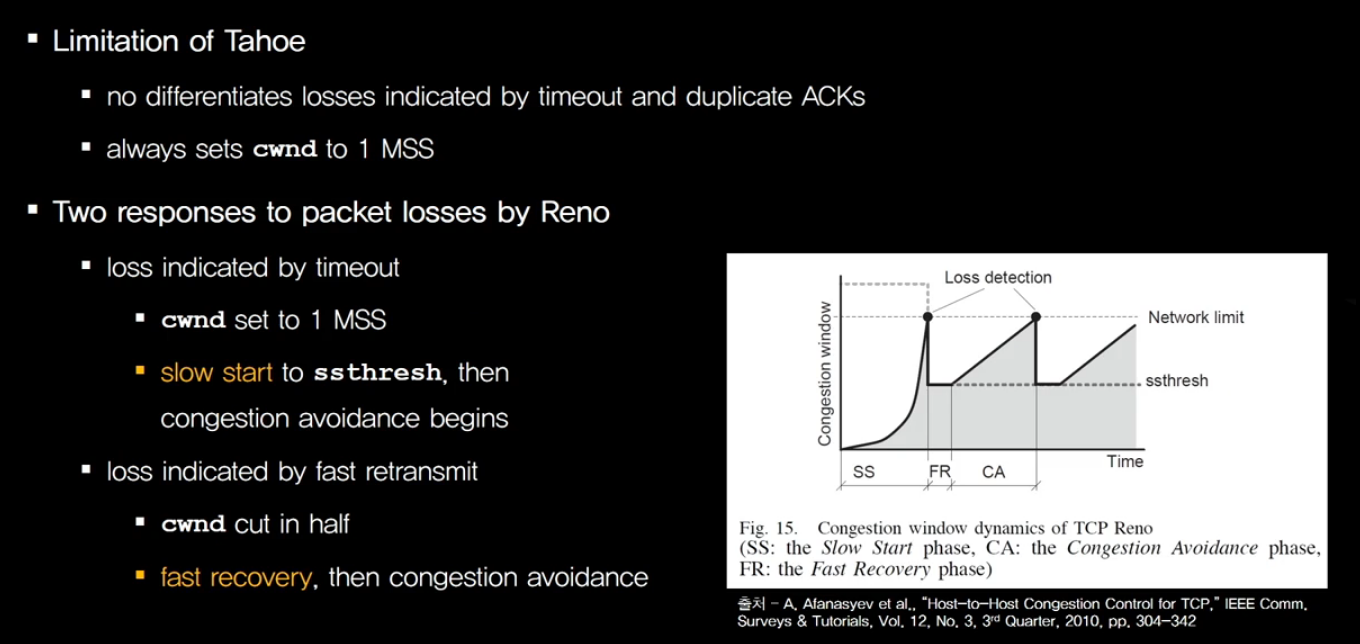 Limitation of Tahoe
no differentiates losses indicated by timeout and duplicate ACKs
always sets cwnd to 1 MSS
Two responses to packet losses by Reno
loss indicated by timeout
cwnd set to 1 MSS
slow start to ssthresh, then
congestion avoidance begins
loss indicated by fast retransmit
cwnd cut in half
fast recovery, then congestion avoidance
Loss detection
Network limit
Congestion window
ssthresh
Time
SS
FR
CA
Fig. 15. Congestion window dynamics of TCP Reno
(SS: the Slow Start phase, CA: the Congestion Avoidance phase,
FR: the Fast Recovery phase)
출처 - A. Afanasyev et al., "Host-to-Host Congestion Control for TCP," IEEE Comm.
Surveys & Tutorials, Vol. 12, No. 3, 3rd Quarter, 2010, pp. 304-342